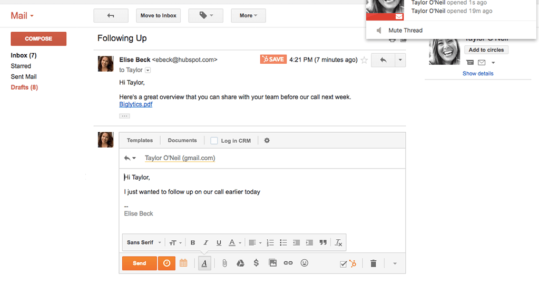 Mail
Move to Inbox
More
Taylor O'Neil opened 1s ago
Taylor O'Neil opened 19m ago
Mute Thread
COMPOSE
Inbox (7)
Starred
Sent Mail
Drafts (8)
Following Up
Elise Beck <ebeck@hubspot.com>
SAVE 4:21 PM (7 minutes ago)
to Taylor
Hi Taylor,
Here's a great overview that you can share with your team before our call next week.
Biglytics.pdf
Taylor O'Neil
Add to circles
Show details
Templates Documents Log in CRM
Taylor O'Neil (gmail.com)
Hi Taylor,
I just wanted to follow up on our call earlier today
--
Elise Beck
Sans Serif T B I U A Tx
Send A $